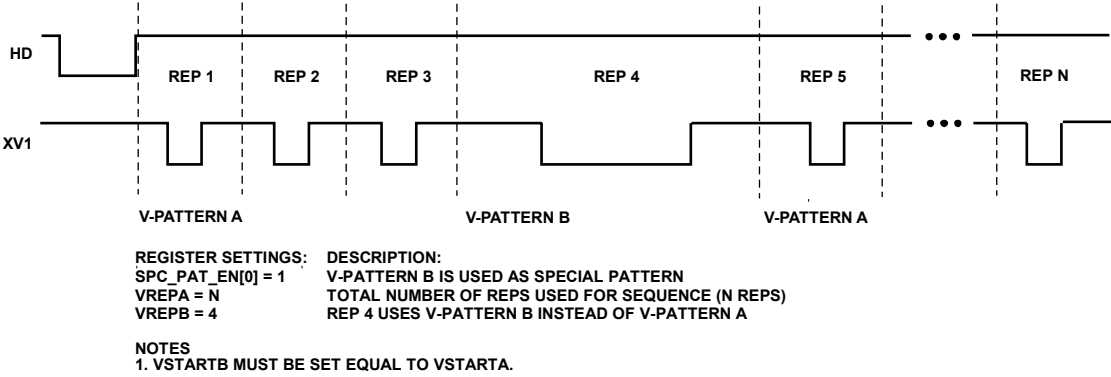 HD
REP 1 REP 2 REP 3 REP 4 REP 5 REP N
XV1
V-PATTERN A V-PATTERN B V-PATTERN A
REGISTER SETTINGS: DESCRIPTION:
SPC_PAT_EN[0] = 1 V-PATTERN B IS USED AS SPECIAL PATTERN
VREPA = N TOTAL NUMBER OF REPS USED FOR SEQUENCE (N REPS)
VREPB = 4 REP 4 USES V-PATTERN B INSTEAD OF V-PATTERN A
NOTES
1. VSTARTB MUST BE SET EQUAL TO VSTARTA.